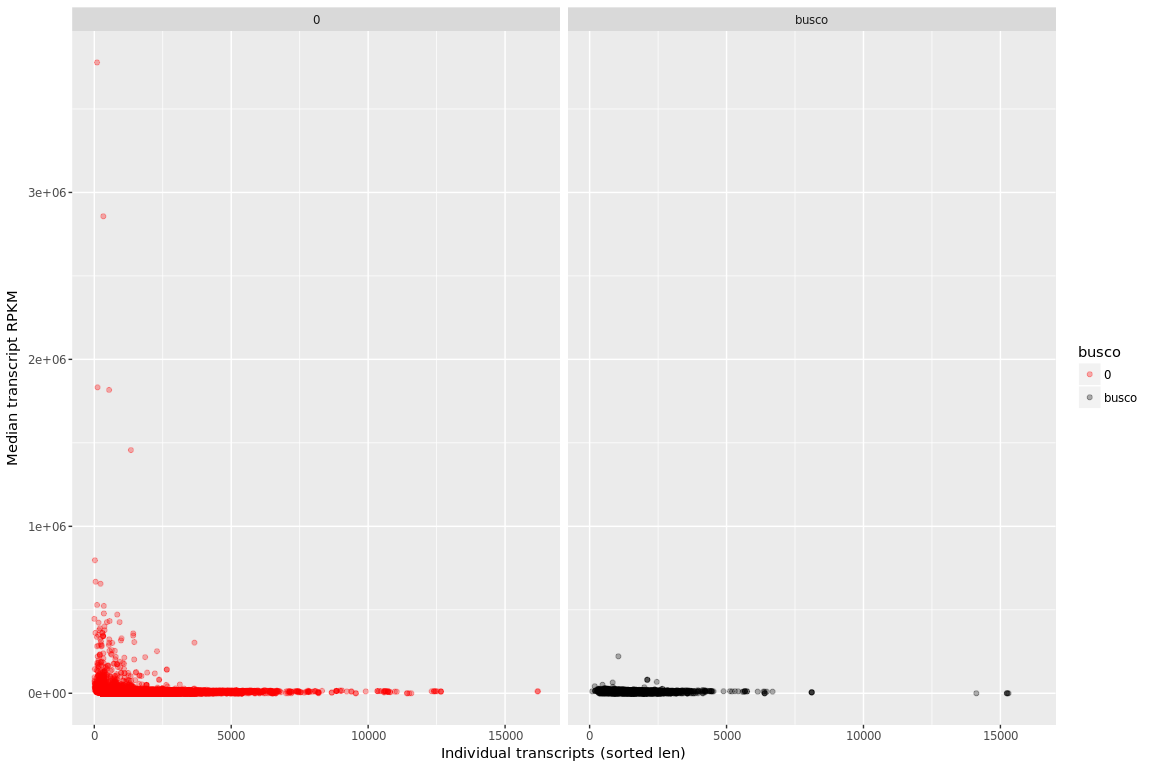 0
busco
Median transcript RPKM
3e+06
2e+06
1e+06
0e+00
0
5000
10000
15000
0
5000
10000
15000
Individual transcripts (sorted len)
busco
0
busco